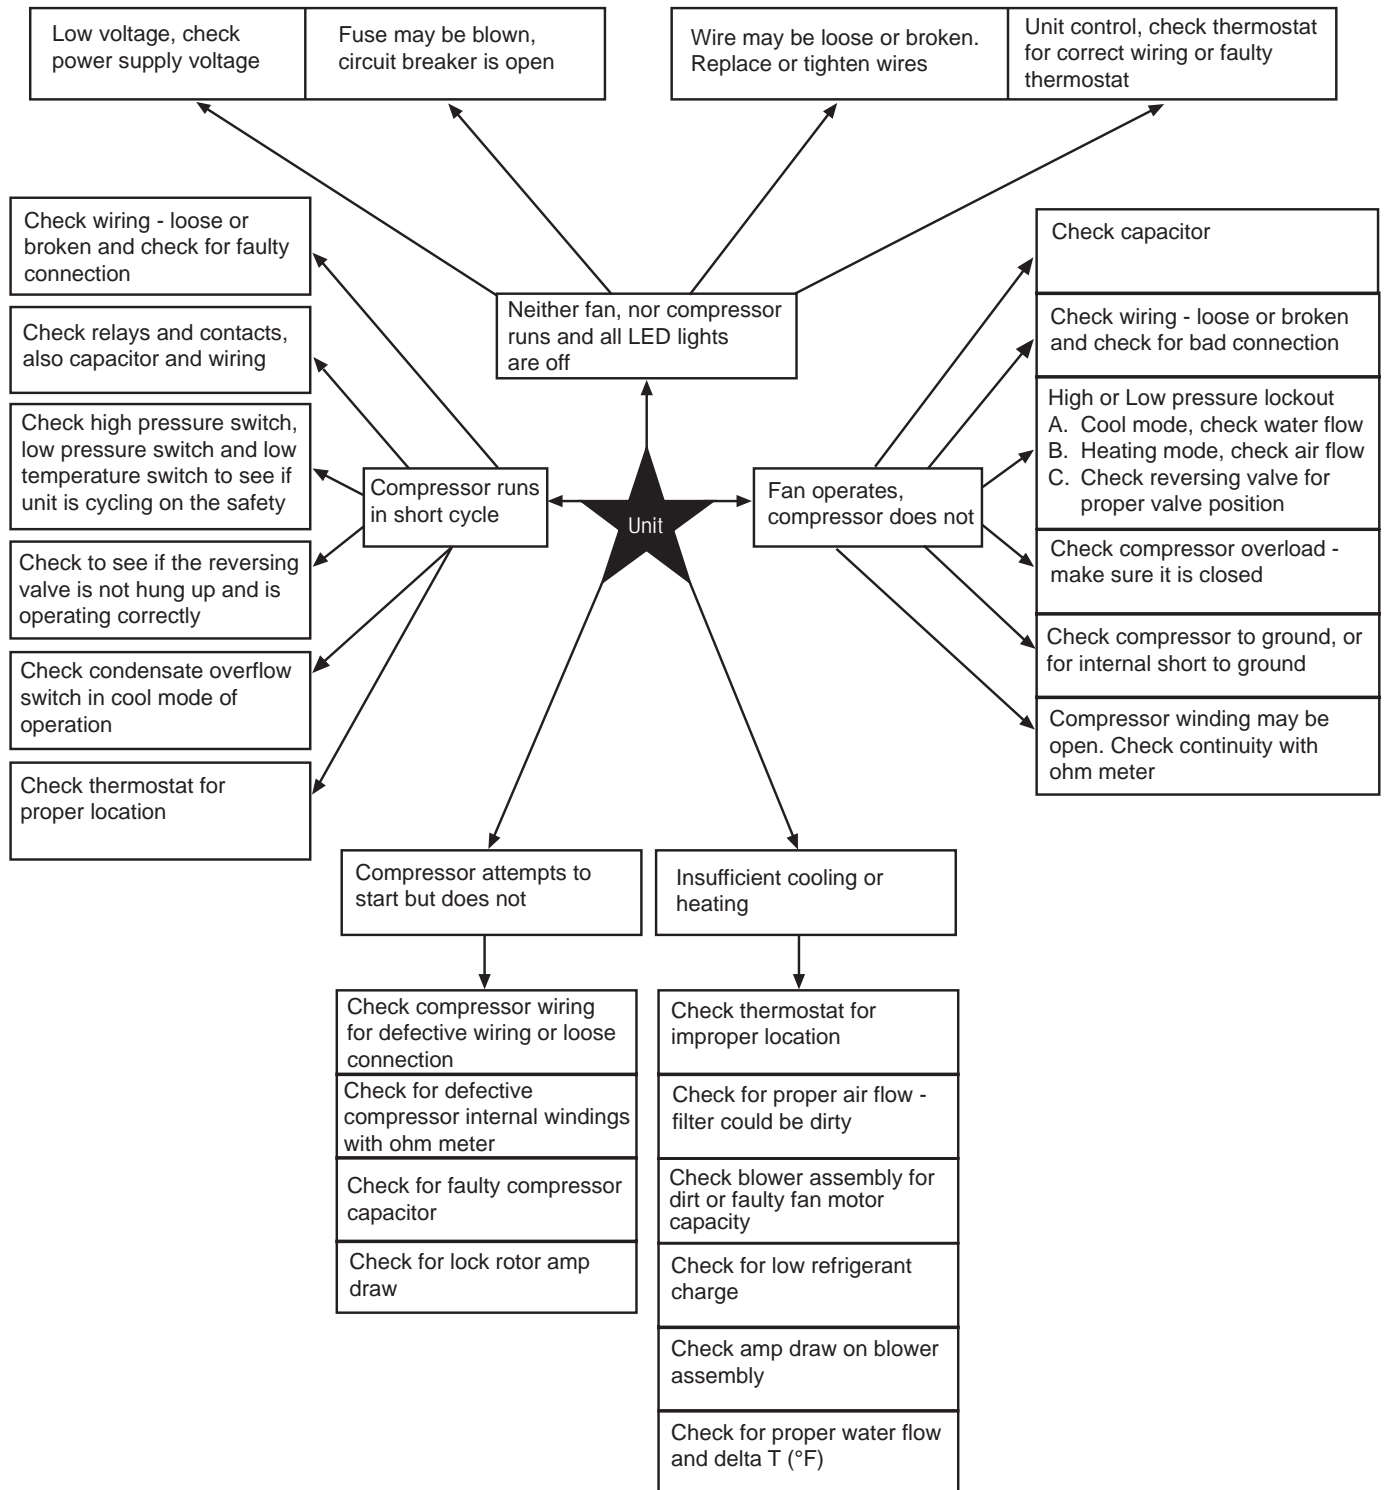 Low voltage, check
power supply voltage
Fuse may be blown,
circuit breaker is open
Wire may be loose or broken.
Replace or tighten wires
Unit control, check thermostat
for correct wiring or faulty
thermostat
Neither fan, nor compressor
runs and all LED lights
are off
Check wiring - loose or
broken and check for faulty
connection
Check relays and contacts,
also capacitor and wiring
Check high pressure switch,
low pressure switch and low
temperature switch to see if
unit is cycling on the safety
Check to see if the reversing
valve is not hung up and is
operating correctly
Check condensate overflow
switch in cool mode of
operation
Check thermostat for
proper location
Compressor runs
in short cycle
Unit
Fan operates,
compressor does not
Check capacitor
Check wiring - loose or broken
and check for bad connection
High or Low pressure lockout
A. Cool mode, check water flow
B. Heating mode, check air flow
C. Check reversing valve for
proper valve position
Check compressor overload -
make sure it is closed
Check compressor to ground, or
for internal short to ground
Compressor winding may be
open. Check continuity with
ohm meter
Compressor attempts to
start but does not
Check compressor wiring
for defective wiring or loose
connection
Check for defective
compressor internal windings
with ohm meter
Check for faulty compressor
capacitor
Check for lock rotor amp
draw
Insufficient cooling or
heating
Check thermostat for
improper location
Check for proper air flow -
filter could be dirty
Check blower assembly for
dirt or faulty fan motor
capacity
Check for low refrigerant
charge
Check amp draw on blower
assembly
Check for proper water flow
and delta T (°F)